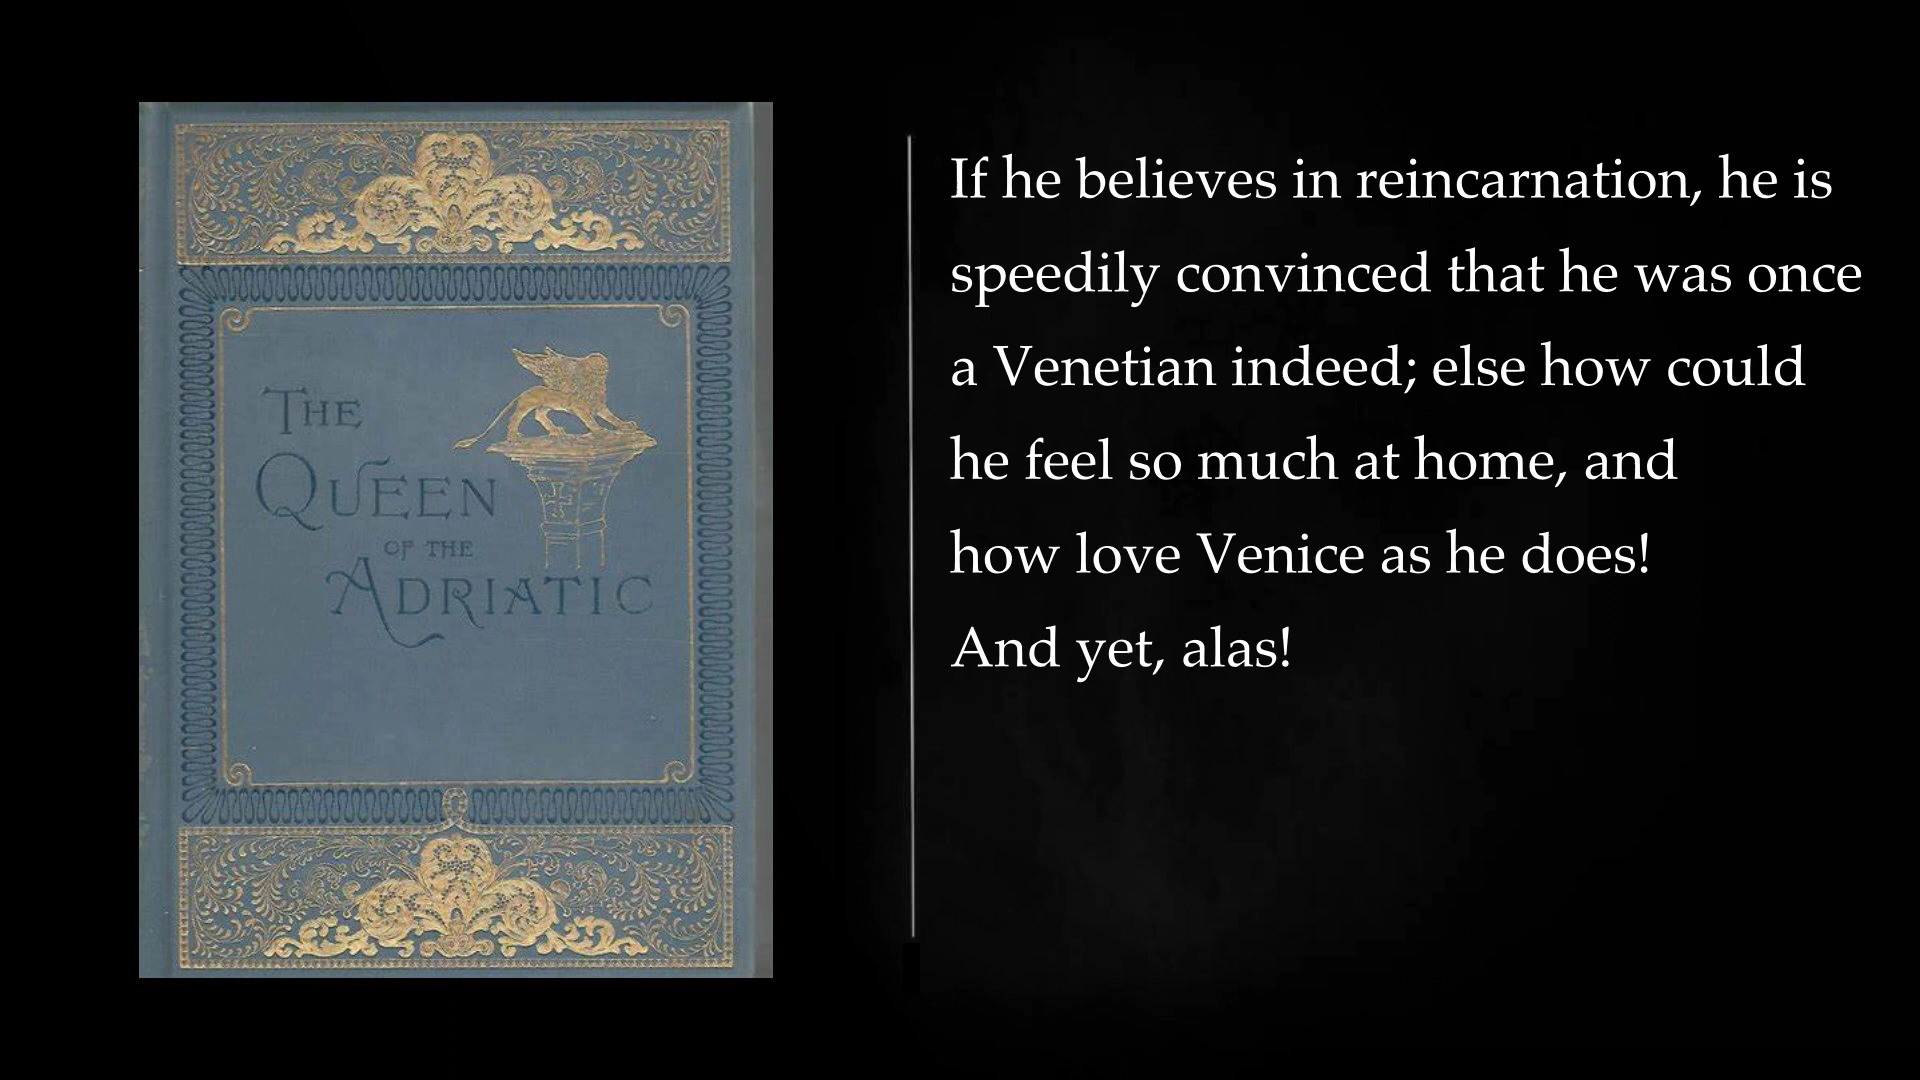 THE
QUEEN
OF THE
ADRIATIC
If he believes in reincarnation, he is
speedily convinced that he was once
a Venetian indeed; else how could
he feel so much at home, and
how love Venice as he does!
And yet, alas!